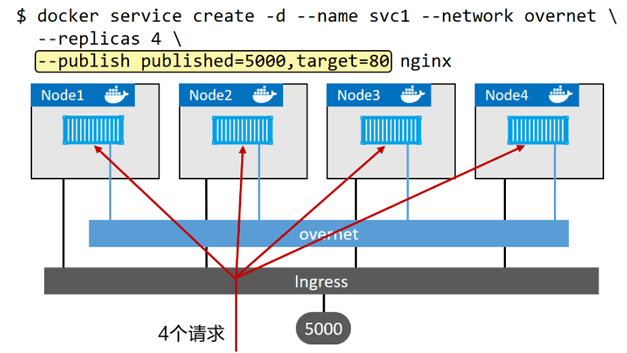 $ docker service create -d --name svc1 --network overnet \
--replicas 4 \
--publish published=5000,target=80 nginx
Node1
Node2
Node3
Node4
overnet
Ingress
4个请求
5000